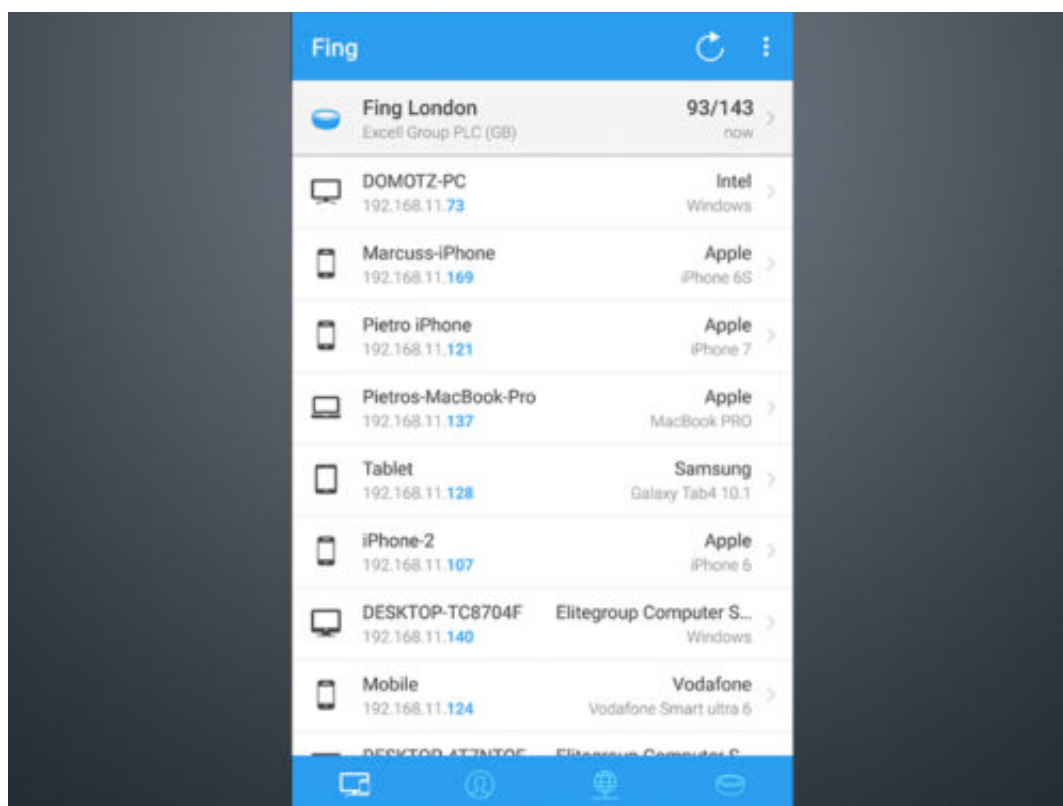 Fing
Fing London 93/143
Excell Group PLC (GB) now
DOMOTZ-PC Intel
192.168.11.73 Windows
Marcuss-iPhone Apple
192.168.11.169 iPhone 6S
Pietro iPhone Apple
192.168.11.121 iPhone 7
Pietros-MacBook-Pro Apple
192.168.11.137 MacBook PRO
Tablet Samsung
192.168.11.128 Galaxy Tab4 10.1
iPhone-2 Apple
192.168.11.107 iPhone 6
DESKTOP-TC8704F Elitegroup Computer S...
192.168.11.140 Windows
Mobile Vodafone
192.168.11.124 Vodafone Smart ultra 6
Elitegroup Computer S...